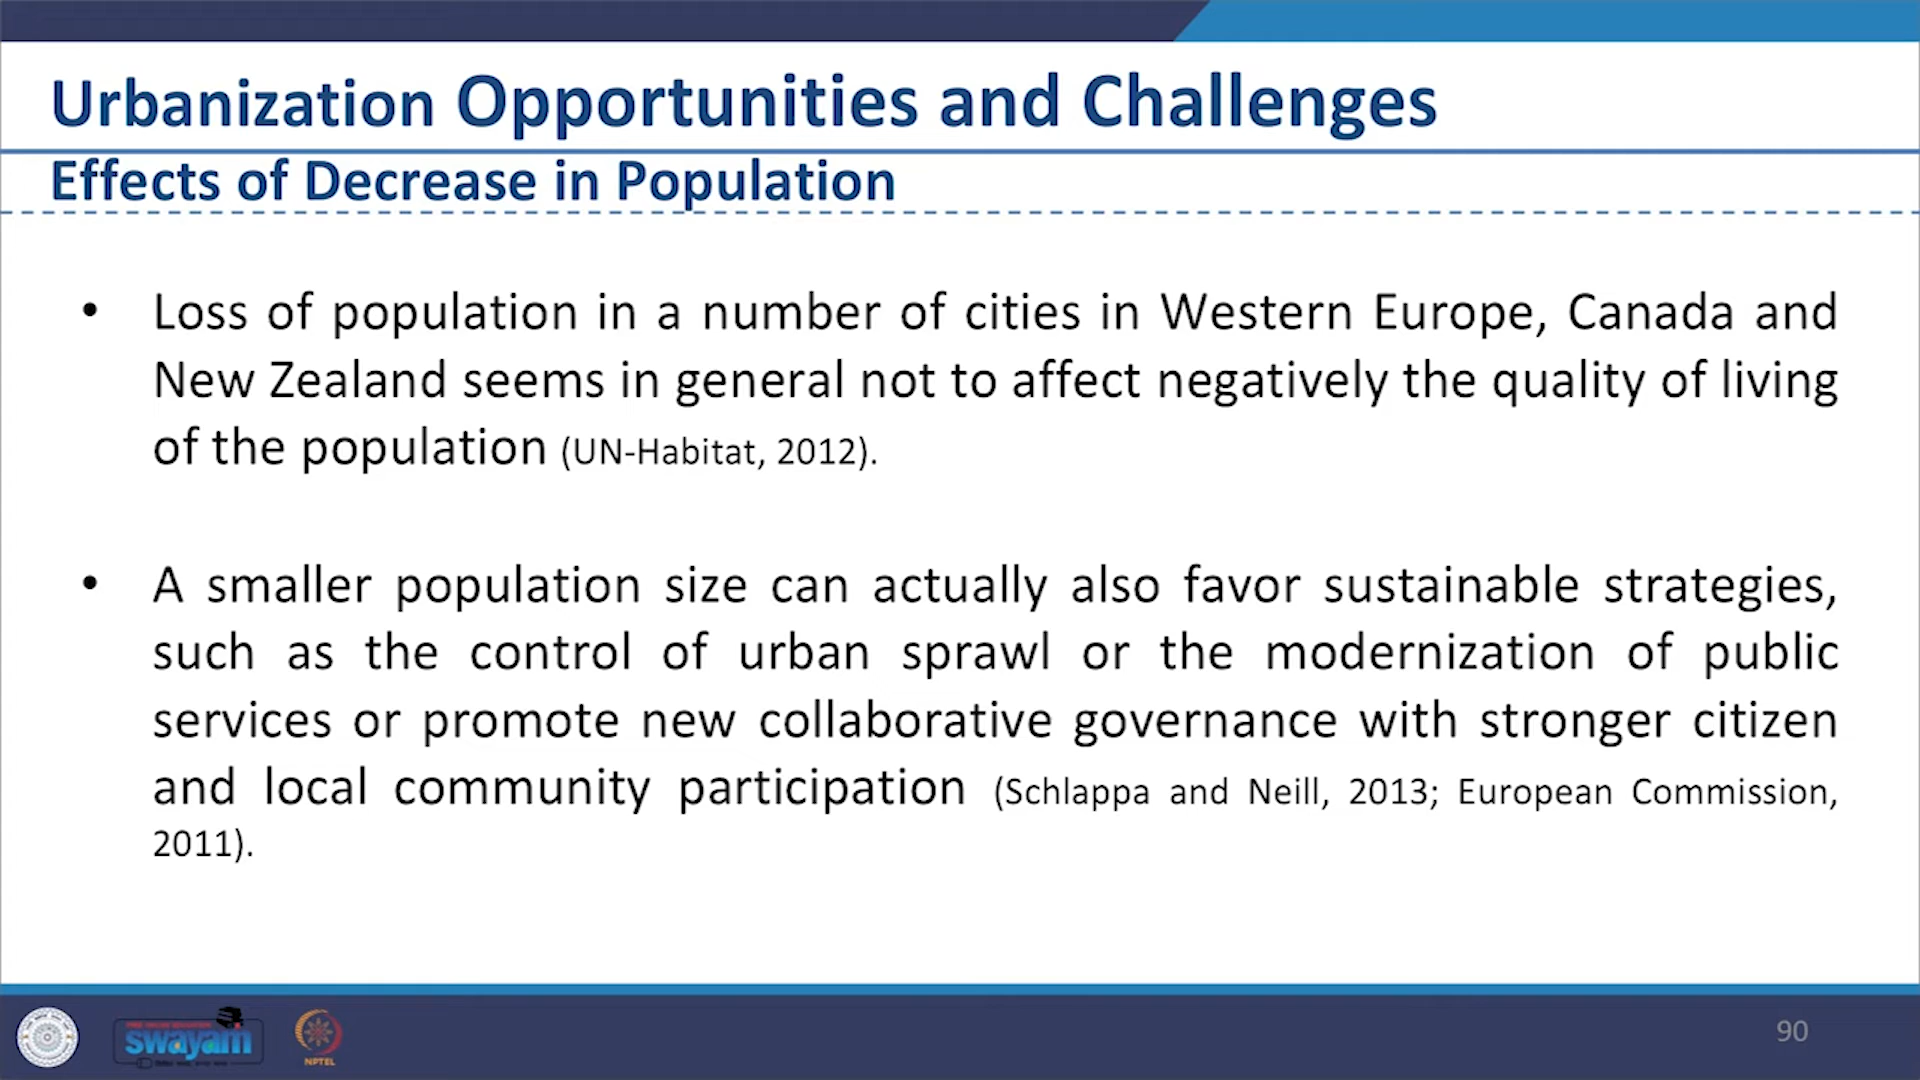 Urbanization Opportunities and Challenges
Effects of Decrease in Population
• Loss of population in a number of cities in Western Europe, Canada and
New Zealand seems in general not to affect negatively the quality of living
of the population (UN-Habitat, 2012).
• A smaller population size can actually also favor sustainable strategies,
such as the control of urban sprawl or the modernization of public
services or promote new collaborative governance with stronger citizen
and local community participation (Schlappa and Neill, 2013; European Commission,
2011).
swayam
NPTEL
90